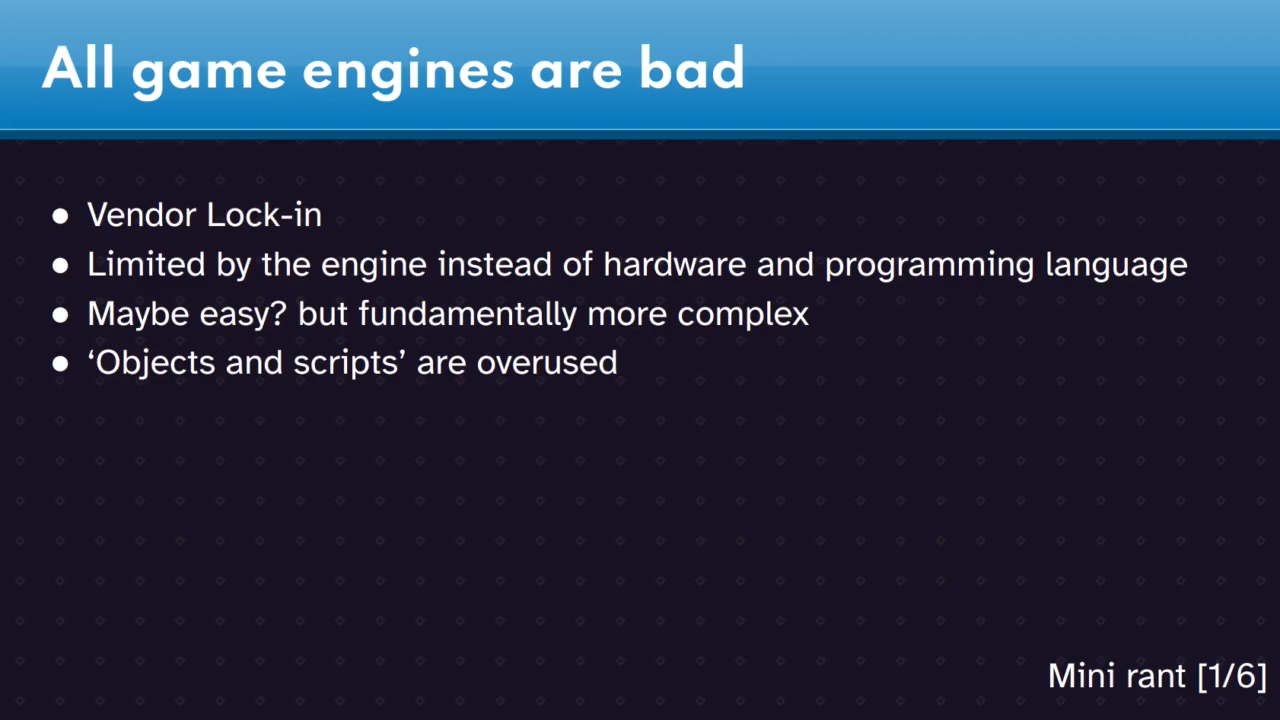 All game engines are bad
● Vendor Lock-in
● Limited by the engine instead of hardware and programming language
● Maybe easy? but fundamentally more complex
● ‘Objects and scripts’ are overused
Mini rant [1/6]